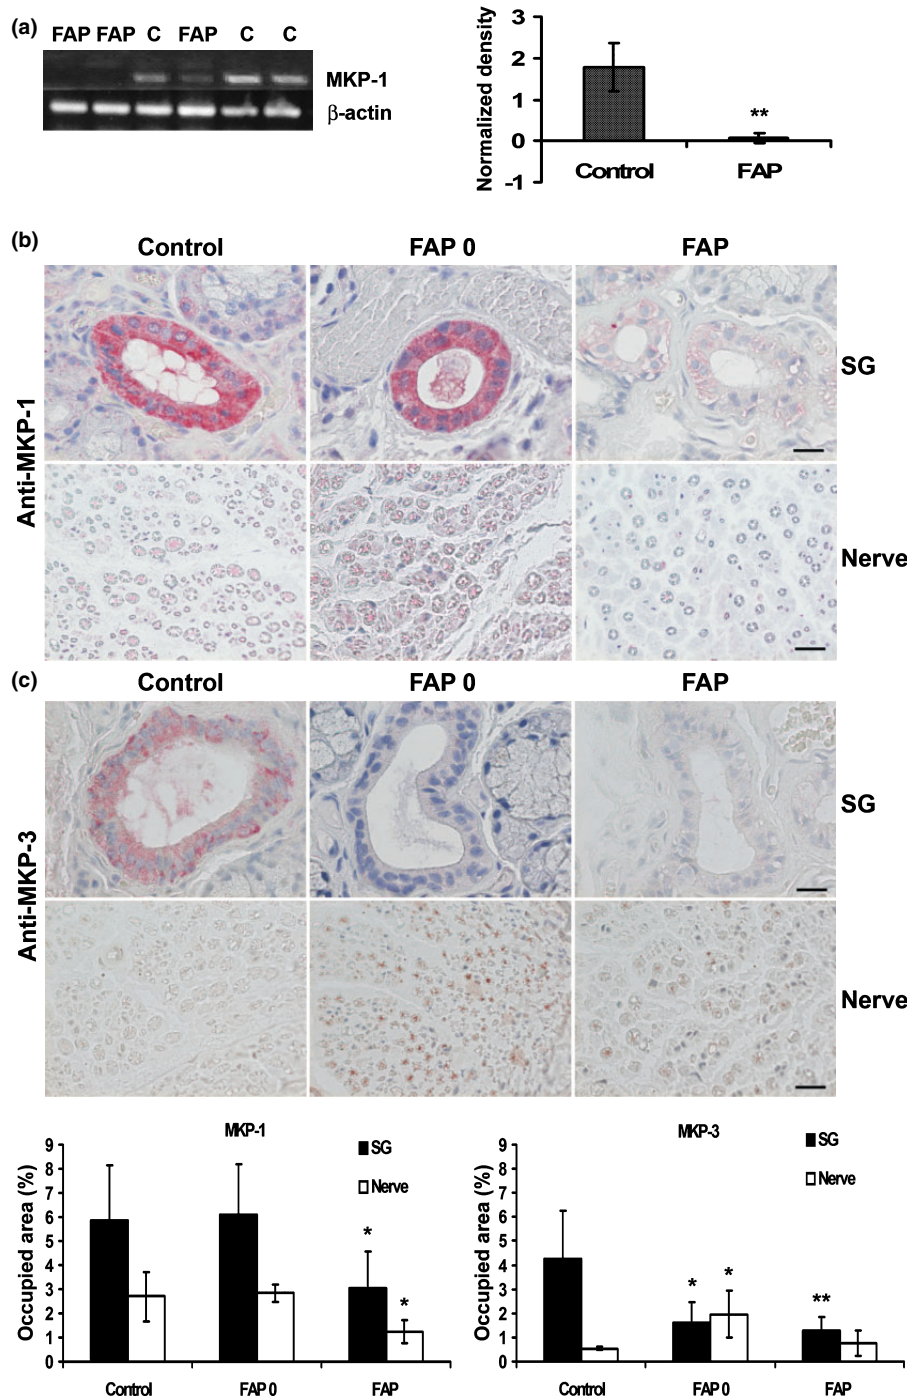 (a)
FAP FAP C FAP C C
MKP-1
β-actin
Normalized density
3
2
1
0
-1
**
Control FAP
(b)
Control FAP 0 FAP
Anti-MKP-1
SG
Nerve
(c)
Control FAP 0 FAP
Anti-MKP-3
SG
Nerve
MKP-1
SG
Nerve
Occupied area (%)
9
8
7
6
5
4
3
2
1
0
*
*
Control FAP 0 FAP
MKP-3
SG
Nerve
Occupied area (%)
9
8
7
6
5
4
3
2
1
0
*
*
**
Control FAP 0 FAP